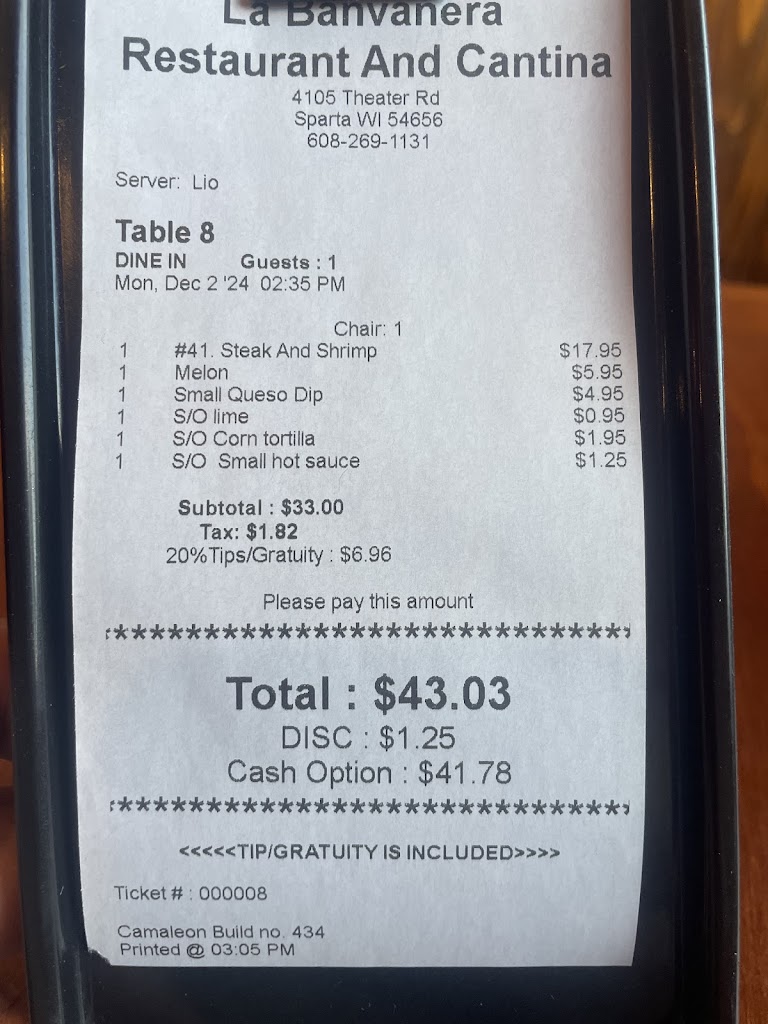 La Banvanera
Restaurant And Cantina
4105 Theater Rd
Sparta WI 54656
608-269-1131
Server: Lio
Table 8
DINE IN Guests : 1
Mon, Dec 2 '24 02:35 PM
Chair: 1
1 #41. Steak And Shrimp $17.95
1 Melon $5.95
1 Small Queso Dip $4.95
1 S/O lime $0.95
1 S/O Corn tortilla $1.95
1 S/O Small hot sauce $1.25
Subtotal : $33.00
Tax: $1.82
20%Tips/Gratuity : $6.96
Please pay this amount
******************************
Total : $43.03
DISC : $1.25
Cash Option : $41.78
******************************
<<<<<TIP/GRATUITY IS INCLUDED>>>>
Ticket # : 000008
Camaleon Build no. 434
Printed @ 03:05 PM